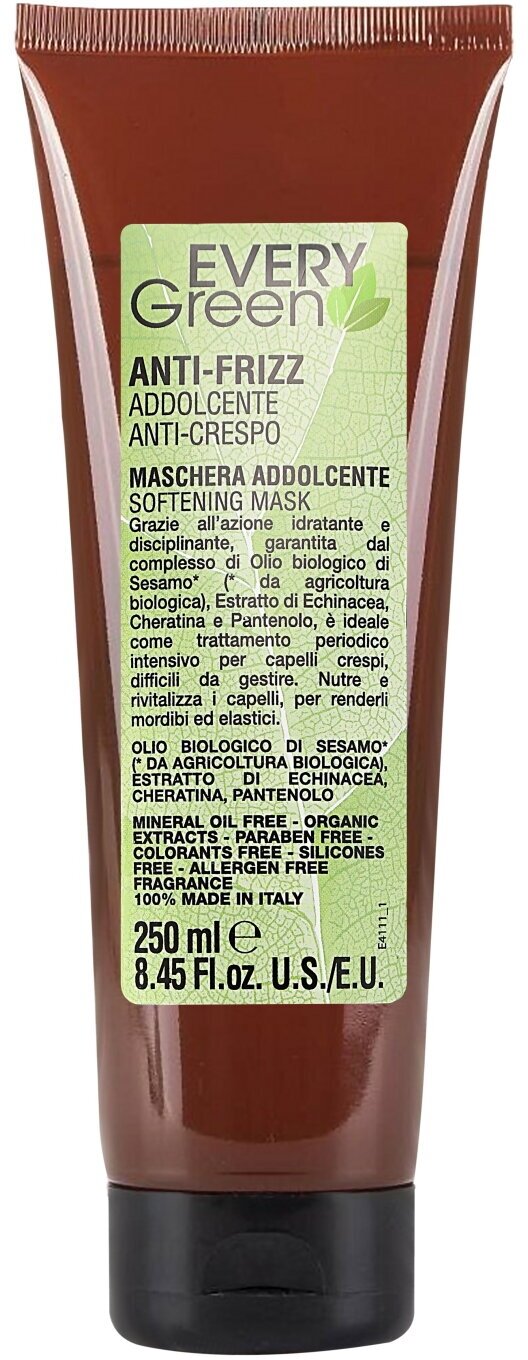 EVERY
Green
ANTI-FRIZZ
ADDOLCENTE
ANTI-CRESPO
MASCHERA ADDOLCENTE
SOFTENING MASK
Grazie all'azione idratante e
disciplinante, garantita dal
complesso di Olio biologico di
Sesamo* (* da agricoltura
biologica), Estratto di Echinacea,
Cheratina e Pantenolo, è ideale
come trattamento periodico
intensivo per capelli crespi,
difficili da gestire. Nutre e
rivitalizza i capelli, per renderli
mordibi ed elastici.
OLIO BIOLOGICO DI SESAMO*
(* DA AGRICOLTURA BIOLOGICA),
ESTRATTO DI ECHINACEA,
CHERATINA, PANTENOLO
MINERAL OIL FREE - ORGANIC
EXTRACTS - PARABEN FREE -
COLORANTS FREE - SILICONES
FREE - ALLERGEN FREE
FRAGRANCE
100% MADE IN ITALY
250 ml e
8.45 Fl.oz. U.S./E.U.
E4111_1